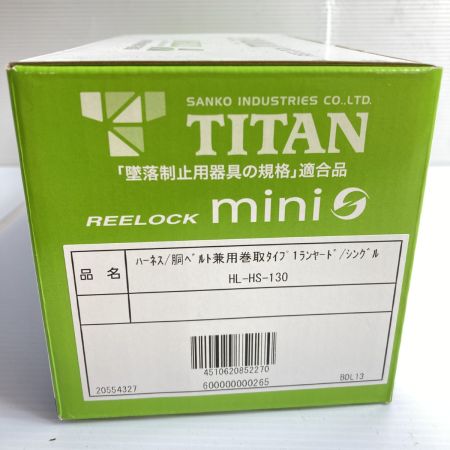 SANKO INDUSTRIES CO.,LTD.
TITAN
「墜落制止用器具の規格」適合品
REELOCK mini S
品 名
ﾊｰﾈｽ/胴ﾍﾞﾙﾄ兼用巻取ﾀｲﾌﾟ1ﾗﾝﾔｰﾄﾞ/ｼﾝｸﾞﾙ
HL-HS-130
4510620852270
20554327
600000000265
BDL13